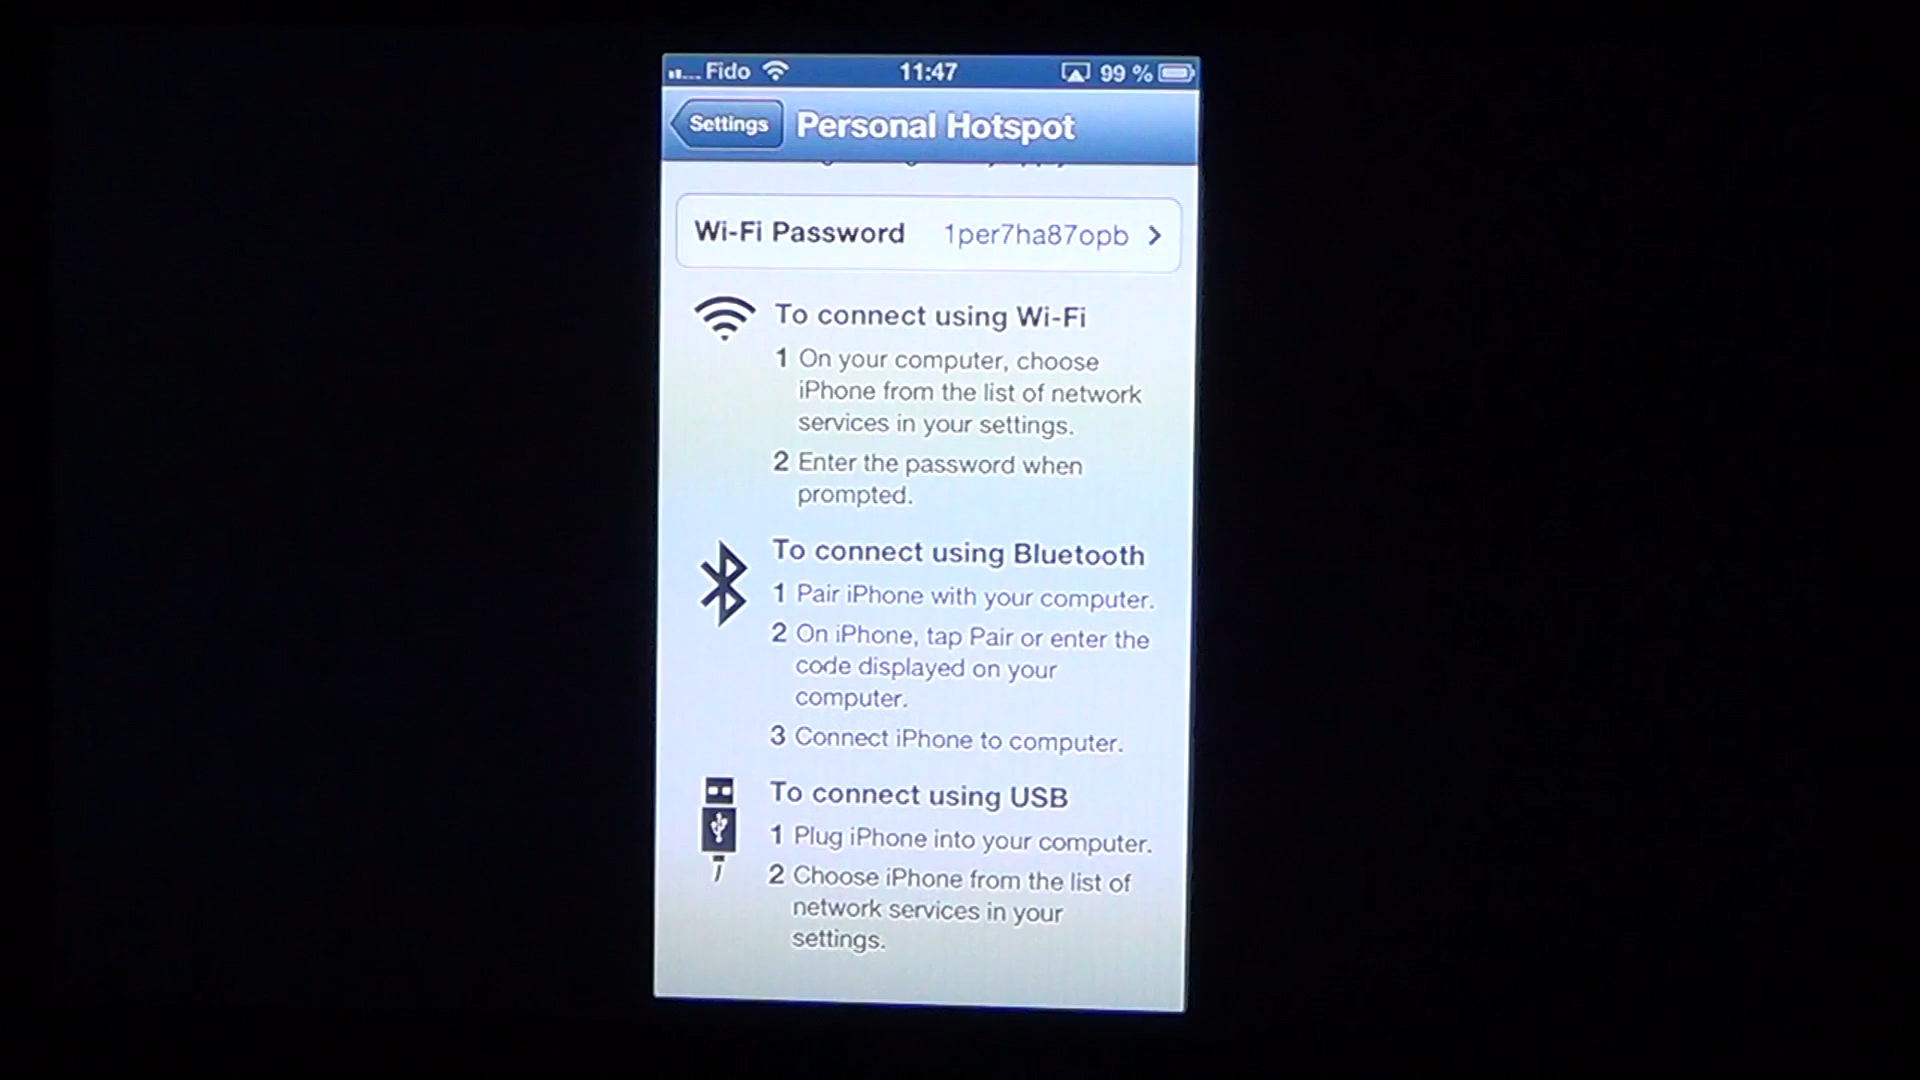 Fido 11:47 99 %
Settings Personal Hotspot
Wi-Fi Password 1per7ha87opb
To connect using Wi-Fi
1 On your computer, choose
iPhone from the list of network
services in your settings.
2 Enter the password when
prompted.
To connect using Bluetooth
1 Pair iPhone with your computer.
2 On iPhone, tap Pair or enter the
code displayed on your
computer.
3 Connect iPhone to computer.
To connect using USB
1 Plug iPhone into your computer.
2 Choose iPhone from the list of
network services in your
settings.